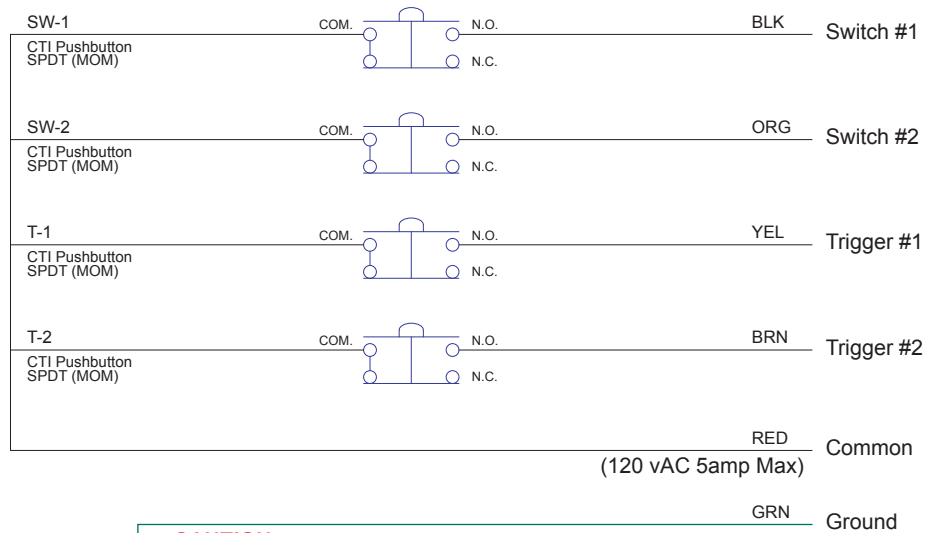 SW-1 COM. N.O. BLK Switch #1
CTI Pushbutton
SPDT (MOM) N.C.
SW-2 COM. N.O. ORG Switch #2
CTI Pushbutton
SPDT (MOM) N.C.
T-1 COM. N.O. YEL Trigger #1
CTI Pushbutton
SPDT (MOM) N.C.
T-2 COM. N.O. BRN Trigger #2
CTI Pushbutton
SPDT (MOM) N.C.
RED Common
(120 vAC 5amp Max)
GRN Ground